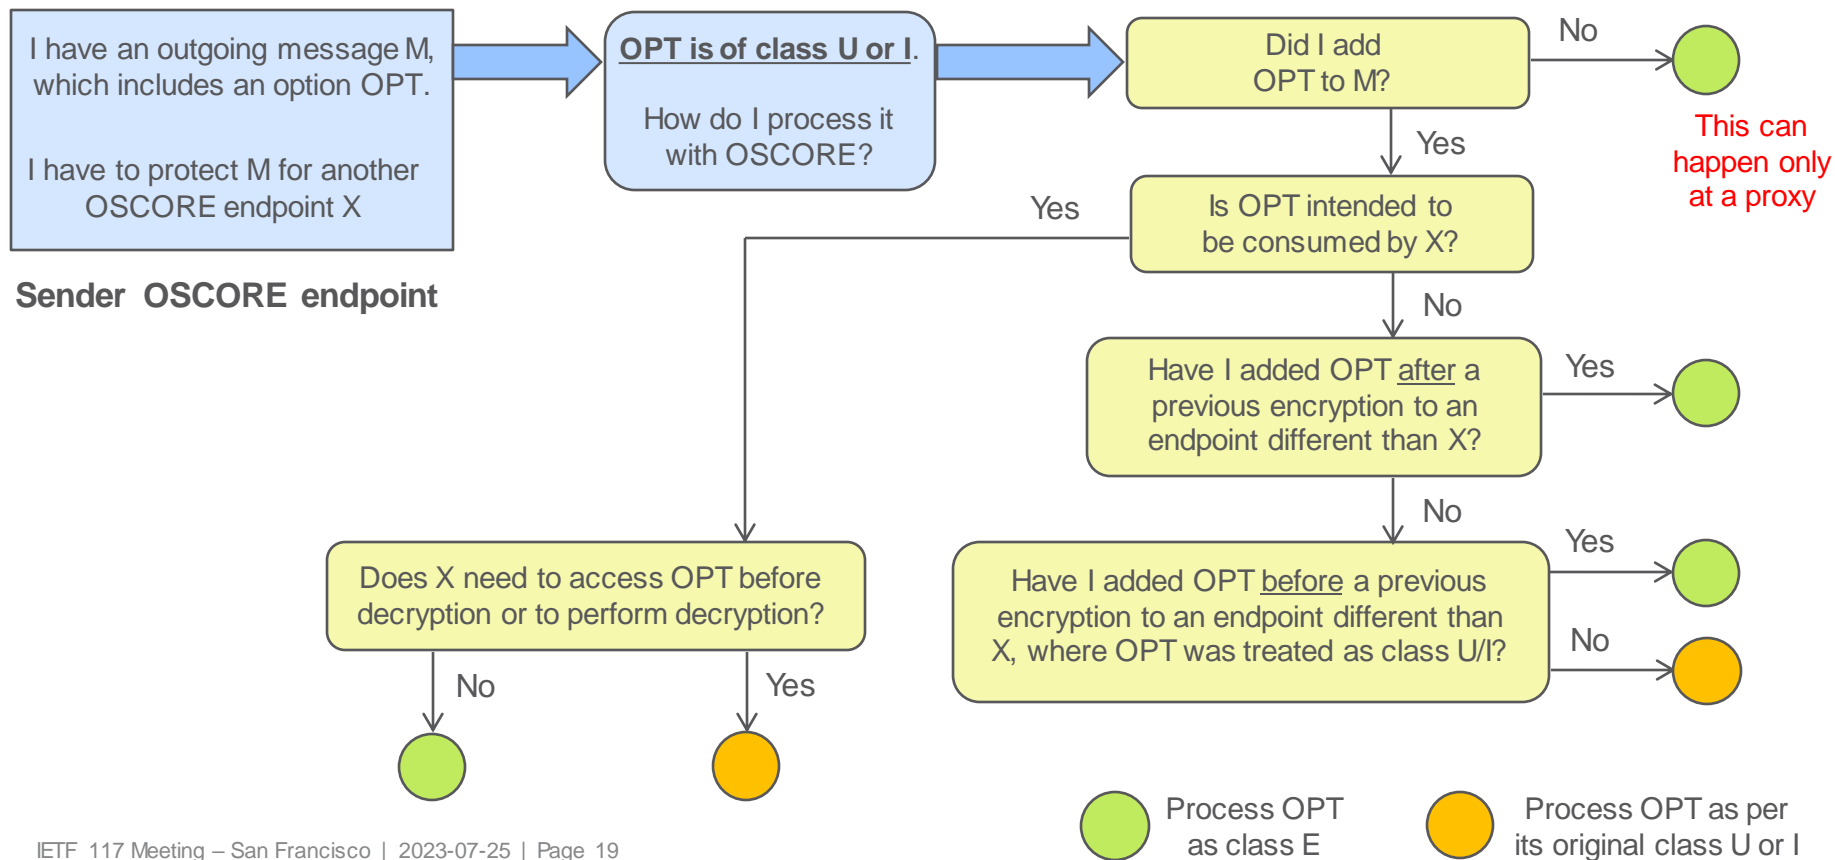 I have an outgoing message M,
which includes an option OPT.
I have to protect M for another
OSCORE endpoint X
Sender OSCORE endpoint
OPT is of class U or I.
How do I process it
with OSCORE?
Did I add
OPT to M?
No
This can
happen only
at a proxy
Yes
Is OPT intended to
be consumed by X?
Yes
No
Have I added OPT after a
previous encryption to an
endpoint different than X?
Yes
No
Have I added OPT before a previous
encryption to an endpoint different than
X, where OPT was treated as class U/I?
Yes
No
Does X need to access OPT before
decryption or to perform decryption?
No
Yes
Process OPT
as class E
Process OPT as per
its original class U or I
IETF 117 Meeting – San Francisco | 2023-07-25 | Page 19